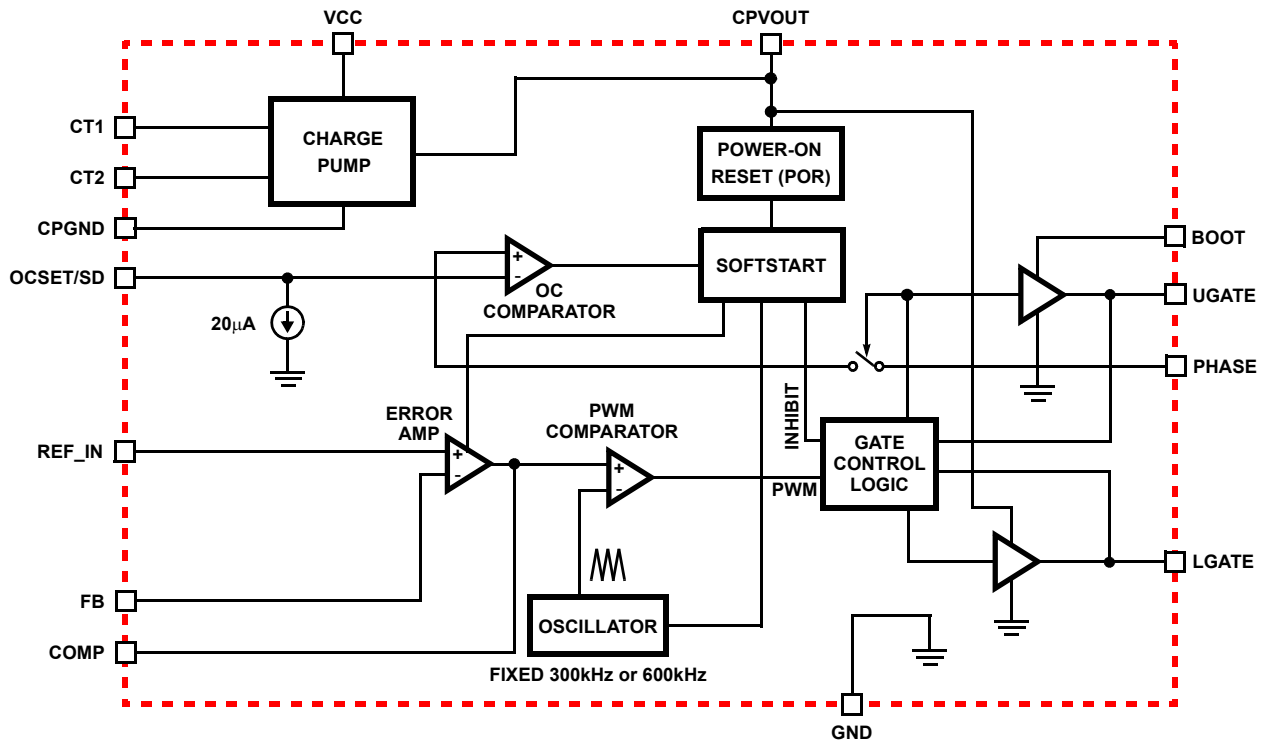 VCC
CPVOUT
CT1
CHARGE
PUMP
POWER-ON
RESET (POR)
CT2
CPGND
BOOT
OCSET/SD
+
-
SOFTSTART
OC
COMPARATOR
UGATE
20μA
PHASE
INHIBIT
ERROR
AMP
PWM
COMPARATOR
REF_IN
+
-
+
-
GATE
CONTROL
LOGIC
PWM
LGATE
FB
OSCILLATOR
COMP
FIXED 300kHz or 600kHz
GND